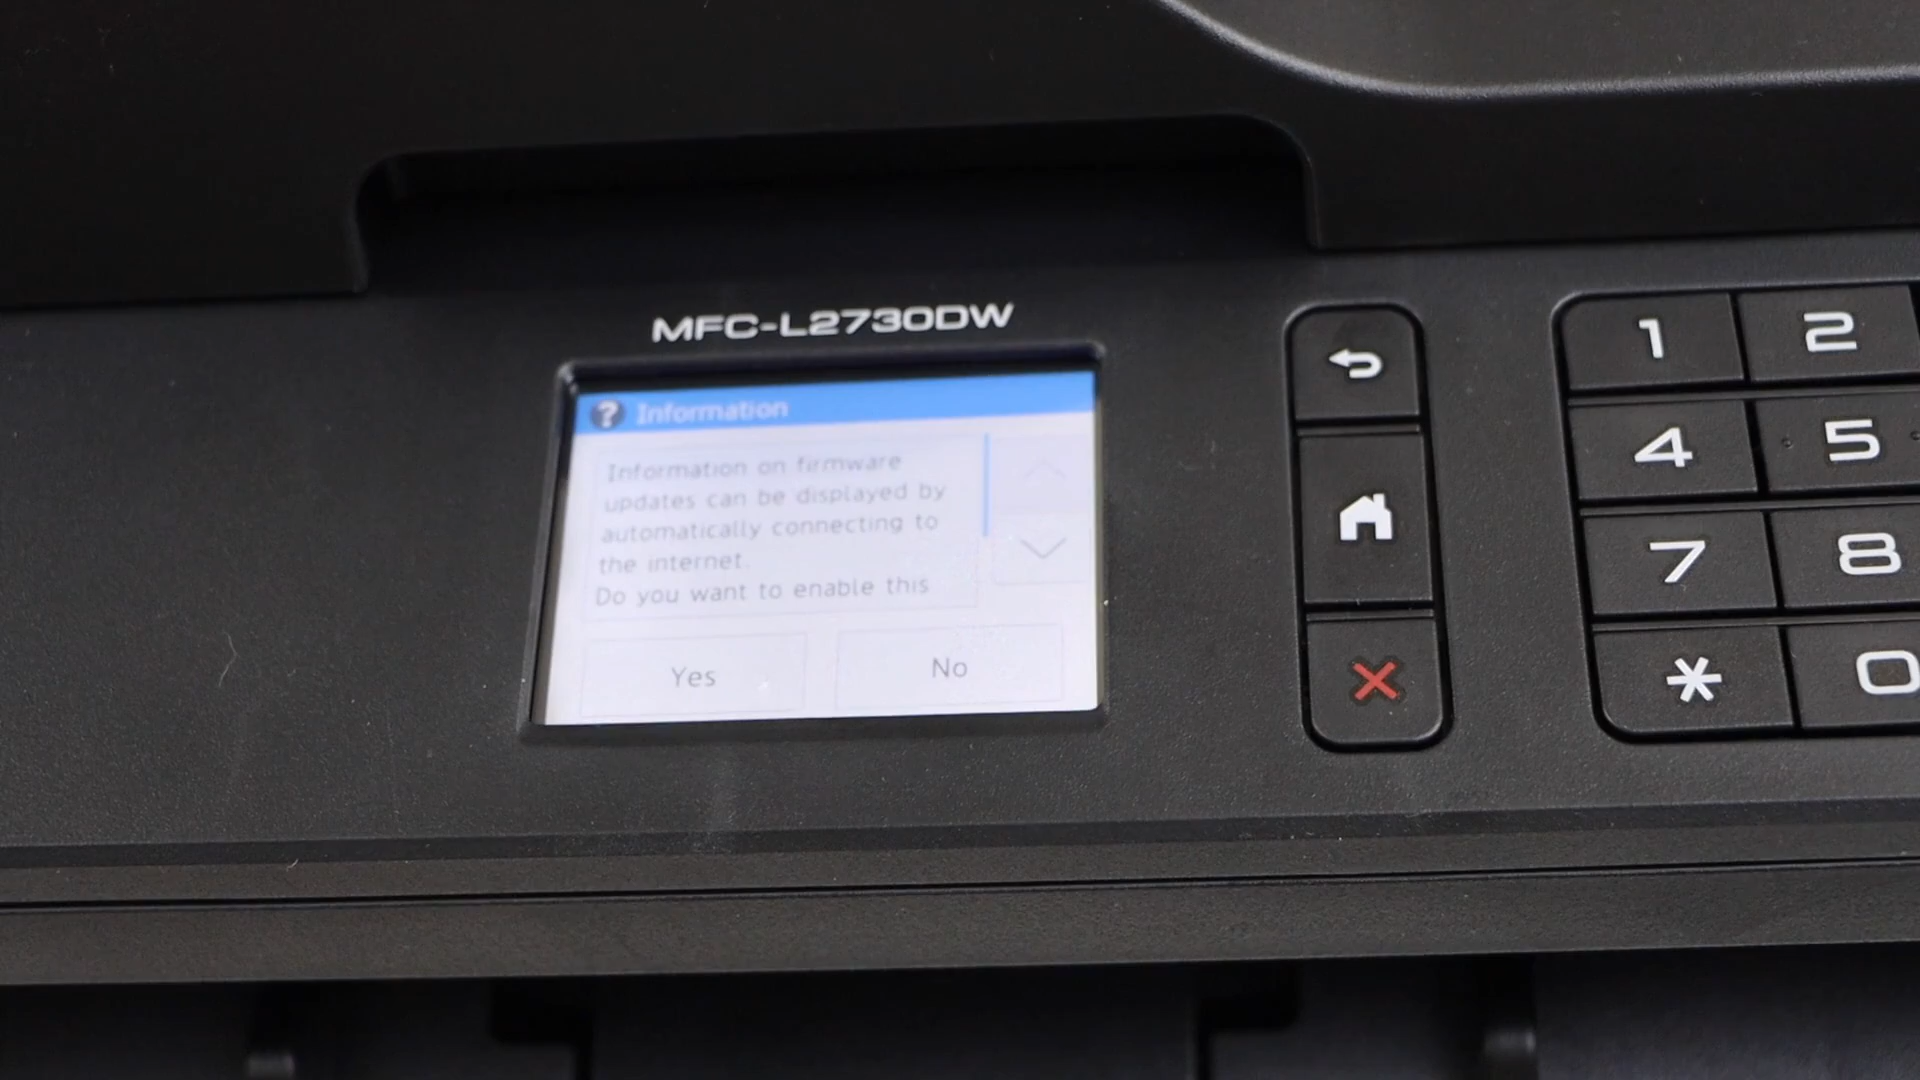 MFC-L2730DW
? Information
Information on firmware
updates can be displayed by
automatically connecting to
the internet.
Do you want to enable this
Yes No
1 2
4 5
7 8
* 0